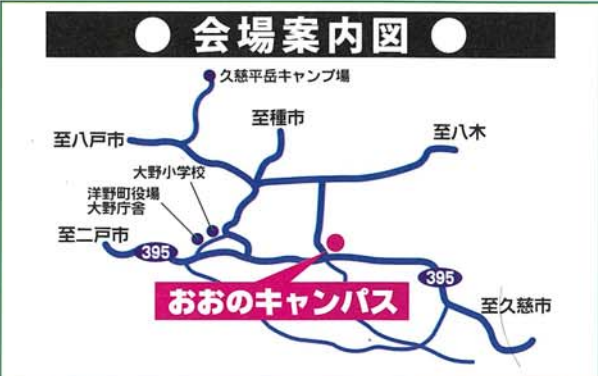 ● 会場案内図 ●
久慈平岳キャンプ場
至種市
至八木
至八戸市
大野小学校
洋野町役場
大野庁舎
至二戸市
395
395
おおのキャンパス
至久慈市